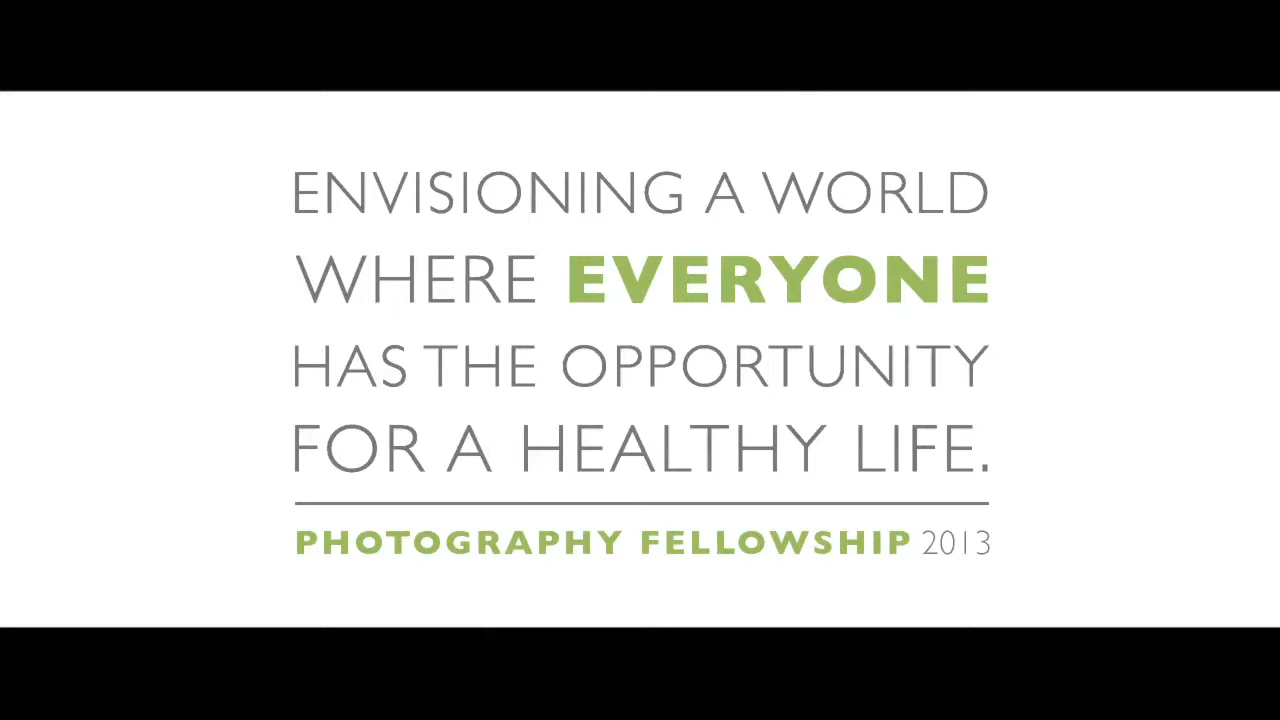 ENVISIONING A WORLD
WHERE EVERYONE
HAS THE OPPORTUNITY
FOR A HEALTHY LIFE.
PHOTOGRAPHY FELLOWSHIP 2013